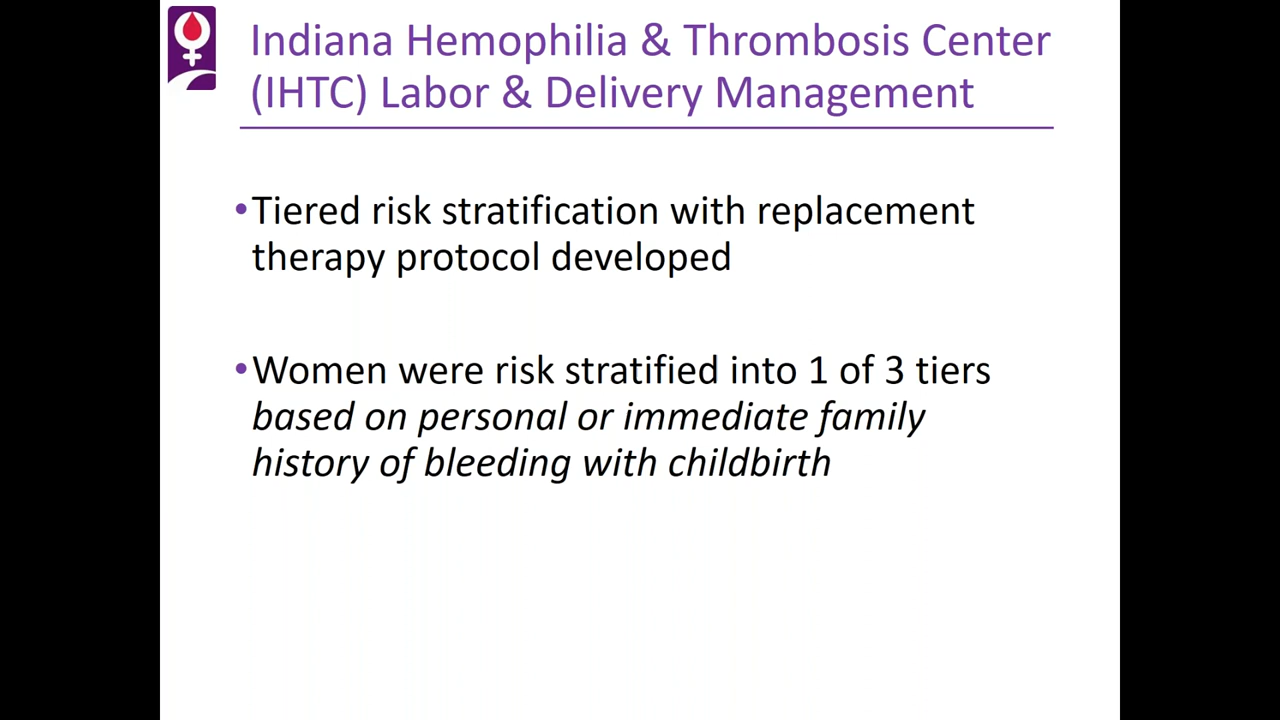 Indiana Hemophilia & Thrombosis Center
(IHTC) Labor & Delivery Management
•Tiered risk stratification with replacement
therapy protocol developed
•Women were risk stratified into 1 of 3 tiers
based on personal or immediate family
history of bleeding with childbirth